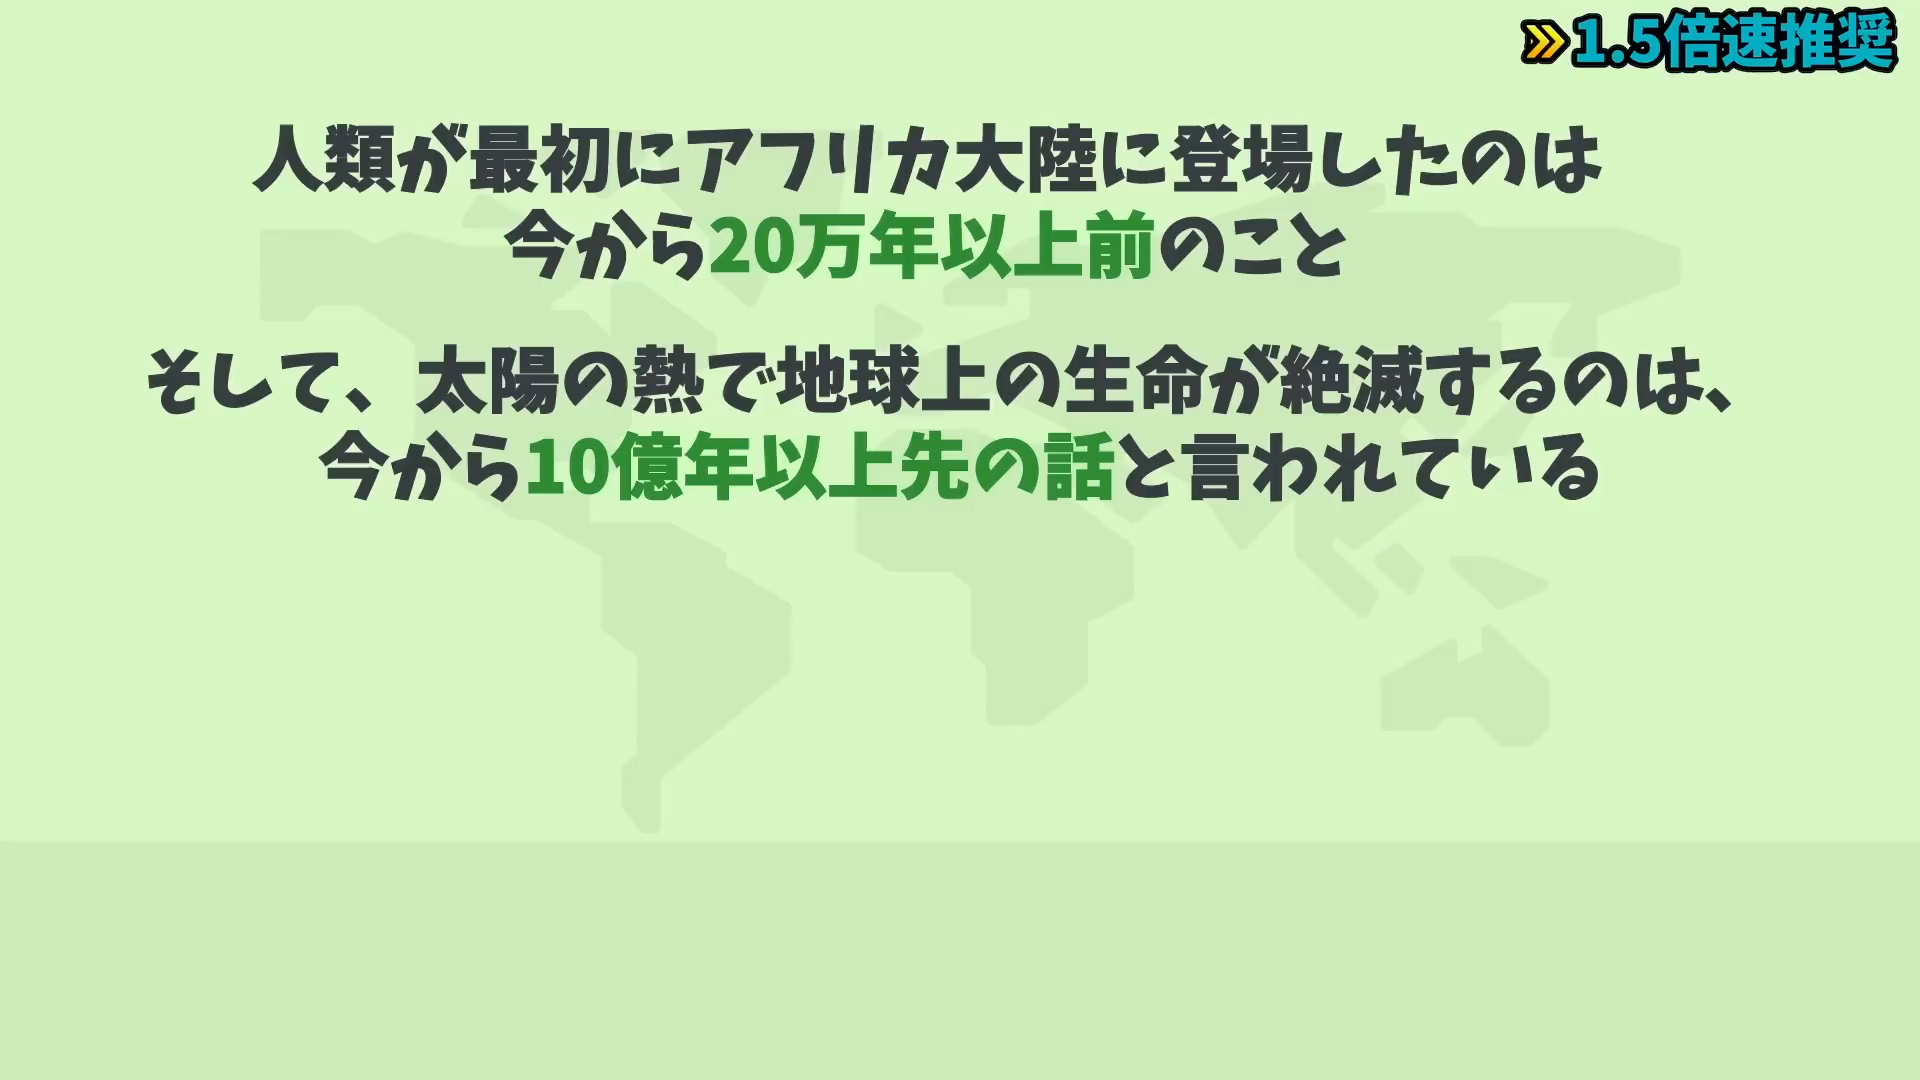 1.5倍速推奨
人類が最初にアフリカ大陸に登場したのは
今から20万年以上前のこと
そして、太陽の熱で地球上の生命が絶滅するのは、
今から10億年以上先の話と言われている